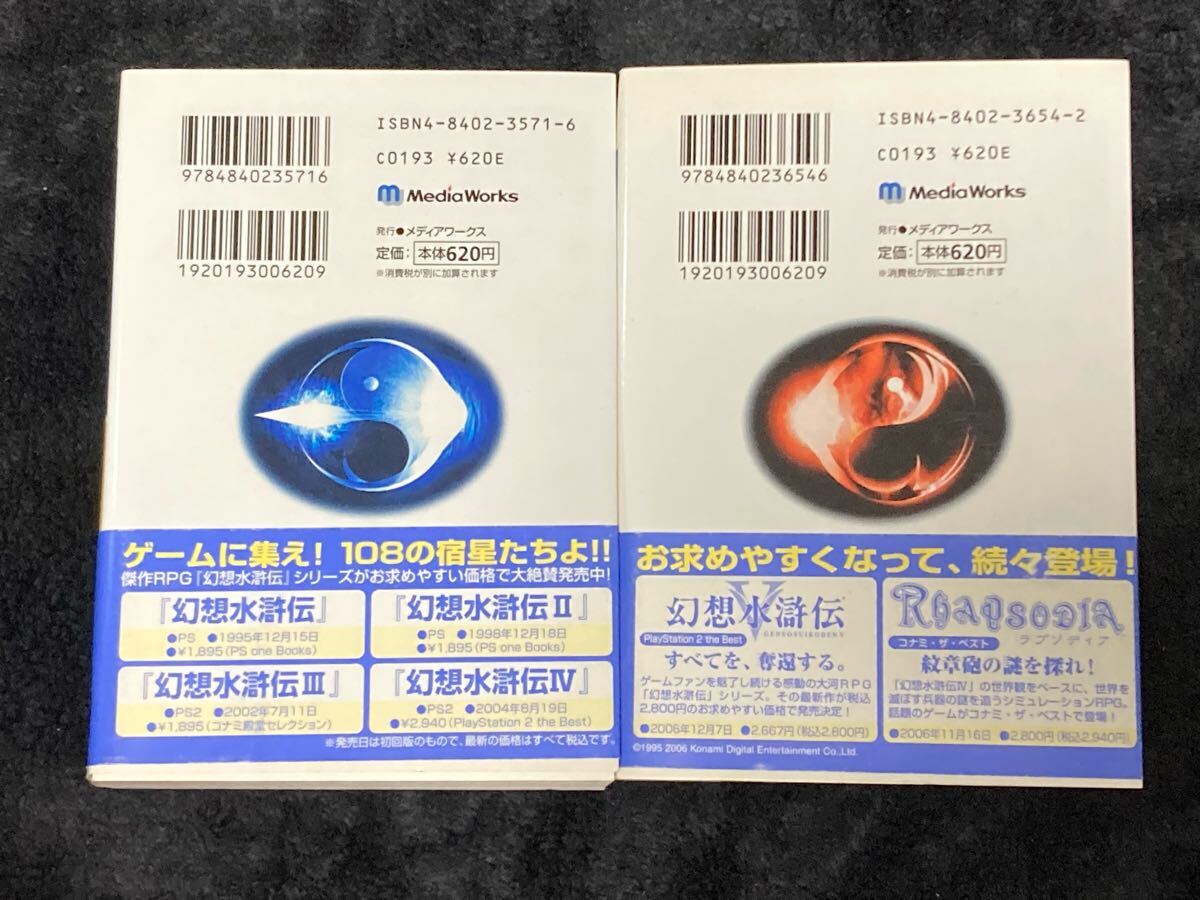 ISBN4-8402-3571-6
C0193 ¥620E
9784840235716
MediaWorks
発行●メディアワークス
定価：本体620円
※消費税が別に加算されます
1920193006209
ゲームに集え！ 108の宿星たちよ!!
傑作RPG『幻想水滸伝』シリーズがお求めやすい価格で大絶賛発売中！
『幻想水滸伝』
●PS ●1995年12月15日
●¥1,895(PS one Books)
『幻想水滸伝Ⅱ』
●PS ●1998年12月18日
●¥1,895(PS one Books)
『幻想水滸伝Ⅲ』
●PS2 ●2002年7月11日
●¥1,895(コナミ殿堂セレクション)
『幻想水滸伝Ⅳ』
●PS2 ●2004年8月19日
●¥2,940(PlayStation 2 the Best)
※発売日は初回版のもので、最新の価格はすべて税込です。
ISBN4-8402-3654-2
C0193 ¥620E
9784840236546
MediaWorks
発行●メディアワークス
定価：本体620円
※消費税が別に加算されます
1920193006209
お求めやすくなって、続々登場！
幻想水滸伝
V
GENSOSUIKODEN V
PlayStation 2 the Best
すべてを、奪還する。
ゲームファンを魅了し続ける感動の大河RPG
「幻想水滸伝」シリーズ。その最新作が税込
2,800円のお求めやすい価格で発売決定！
●2006年12月7日 ●2,667円(税込2,800円)
Rhapsodia
ラプソディア
コナミ・ザ・ベスト
紋章砲の謎を探れ！
「幻想水滸伝Ⅳ」の世界観をベースに、世界を
滅ぼす兵器の謎を追うシミュレーションRPG。
話題のゲームがコナミ・ザ・ベストで登場！
●2006年11月16日 ●2,800円(税込2,940円)
©1995 2006 Konami Digital Entertainment Co.,Ltd.